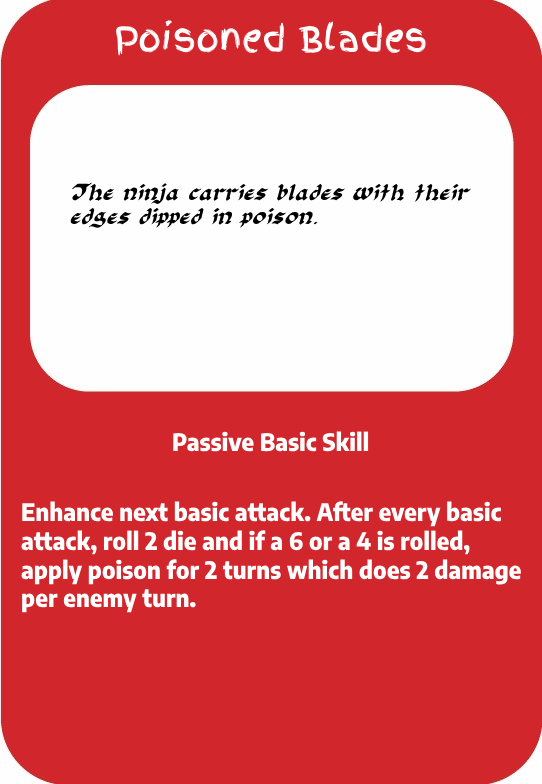 Poisoned Blades
The ninja carries blades with their
edges dipped in poison.
Passive Basic Skill
Enhance next basic attack. After every basic
attack, roll 2 die and if a 6 or a 4 is rolled,
apply poison for 2 turns which does 2 damage
per enemy turn.